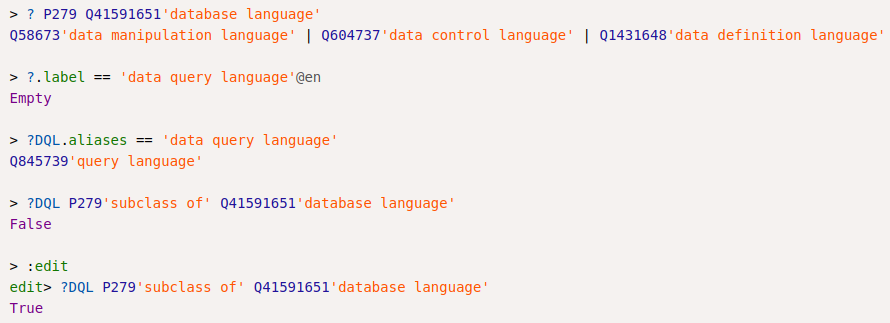 > ? P279 Q41591651'database language'
Q58673'data manipulation language' | Q604737'data control language' | Q1431648'data definition language'
> ?.label == 'data query language'@en
Empty
> ?DQL.aliases == 'data query language'
Q845739'query language'
> ?DQL P279'subclass of' Q41591651'database language'
False
> :edit
edit> ?DQL P279'subclass of' Q41591651'database language'
True